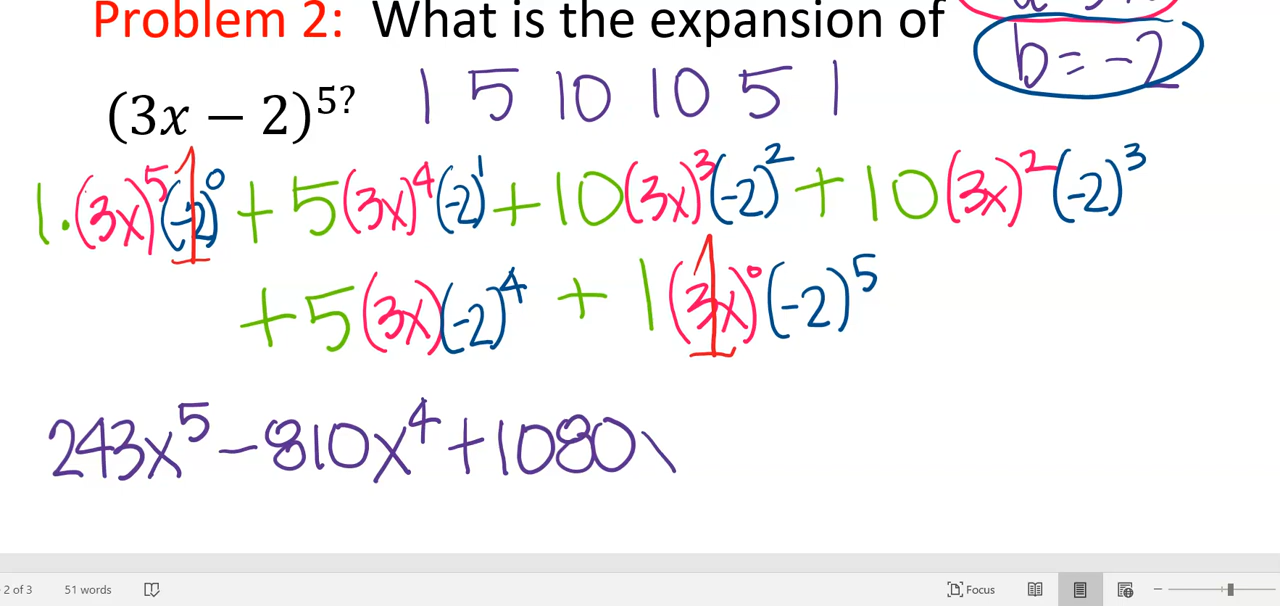 Problem 2: What is the expansion of
b = -2
(3x − 2)^5?
1 5 10 10 5 1
1·(3x)^5(-2)^0 + 5(3x)^4(-2)^1 + 10(3x)^3(-2)^2 + 10(3x)^2(-2)^3
1
+ 5(3x)(-2)^4 + 1(3x)^0(-2)^5
1
243x^5 - 810x^4 + 1080
2 of 3 51 words Focus